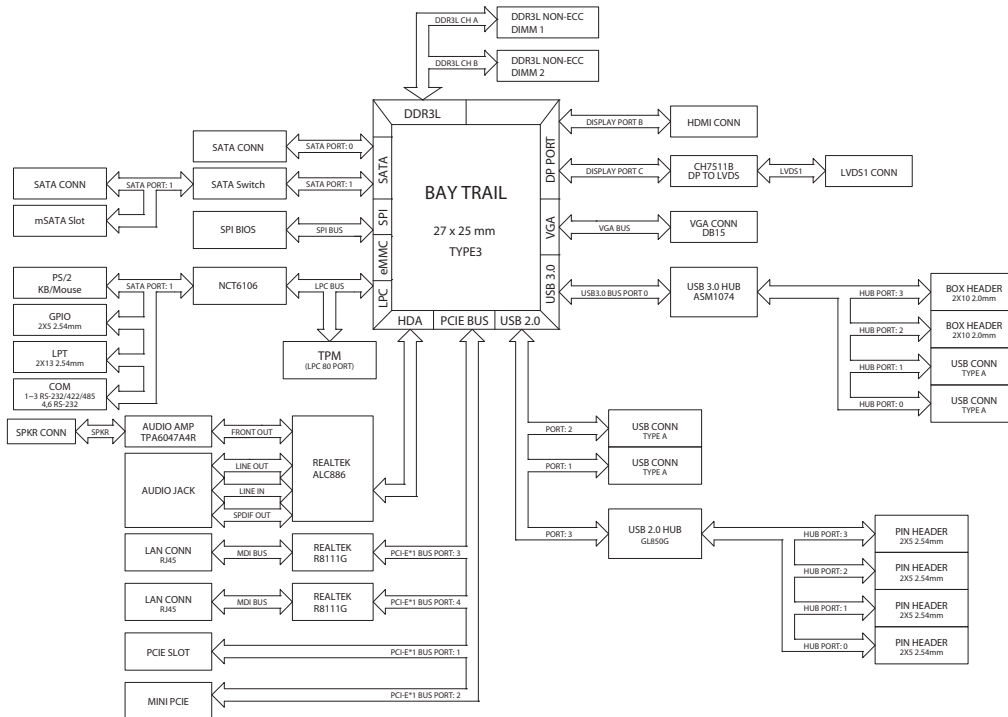 DDR3L CH A
DDR3L NON-ECC
DIMM 1
DDR3L CH B
DDR3L NON-ECC
DIMM 2
DDR3L
SATA
SPI
eMMC
LPC
BAY TRAIL
27 x 25 mm
TYPE3
DP PORT
VGA
USB 3.0
HDA
PCIE BUS
USB 2.0
SATA CONN
SATA PORT: 0
SATA CONN
SATA PORT: 1
SATA Switch
SATA PORT: 1
mSATA Slot
SPI BIOS
SPI BUS
PS/2
KB/Mouse
SATA PORT: 1
NCT6106
LPC BUS
GPIO
2X5 2.54mm
LPT
2X13 2.54mm
COM
1~3 RS-232/422/485
4,6 RS-232
TPM
(LPC 80 PORT)
DISPLAY PORT B
HDMI CONN
DISPLAY PORT C
CH7511B
DP TO LVDS
LVDS1
LVDS1 CONN
VGA BUS
VGA CONN
DB15
USB3.0 BUS PORT 0
USB 3.0 HUB
ASM1074
HUB PORT: 3
BOX HEADER
2X10 2.0mm
HUB PORT: 2
BOX HEADER
2X10 2.0mm
HUB PORT: 1
USB CONN
TYPE A
HUB PORT: 0
USB CONN
TYPE A
SPKR CONN
SPKR
AUDIO AMP
TPA6047A4R
FRONT OUT
REALTEK
ALC886
AUDIO JACK
LINE OUT
LINE IN
SPDIF OUT
LAN CONN
RJ45
MDI BUS
REALTEK
R8111G
PCI-E*1 BUS PORT: 3
LAN CONN
RJ45
MDI BUS
REALTEK
R8111G
PCI-E*1 BUS PORT: 4
PCIE SLOT
PCI-E*1 BUS PORT: 1
MINI PCIE
PCI-E*1 BUS PORT: 2
PORT: 2
USB CONN
TYPE A
PORT: 1
USB CONN
TYPE A
PORT: 3
USB 2.0 HUB
GL850G
HUB PORT: 3
PIN HEADER
2X5 2.54mm
HUB PORT: 2
PIN HEADER
2X5 2.54mm
HUB PORT: 1
PIN HEADER
2X5 2.54mm
HUB PORT: 0
PIN HEADER
2X5 2.54mm